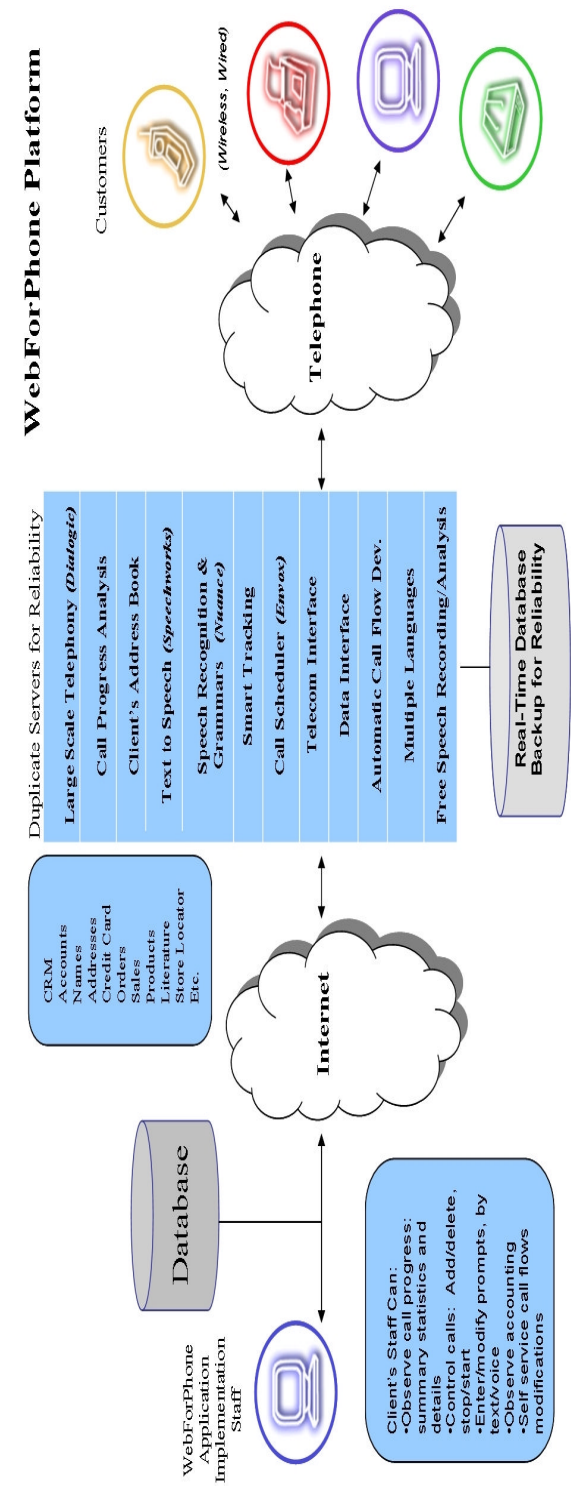 WebForPhone Platform
WebForPhone
Application
Implementation
Staff
Database
Client's Staff Can:
•Observe call progress:
summary statistics and
details
•Control calls: Add/delete,
stop/start
•Enter/modify prompts, by
text/voice
•Observe accounting
•Self service call flows
modifications
Internet
CRM
Accounts
Names
Addresses
Credit Card
Orders
Sales
Products
Literature
Store Locator
Etc.
Duplicate Servers for Reliability
Large Scale Telephony (Dialogic)
Call Progress Analysis
Client's Address Book
Text to Speech (Speechworks)
Speech Recognition &
Grammars (Nuance)
Smart Tracking
Call Scheduler (Envox)
Telecom Interface
Data Interface
Automatic Call Flow Dev.
Multiple Languages
Free Speech Recording/Analysis
Real-Time Database
Backup for Reliability
Telephone
Customers
(Wireless, Wired)